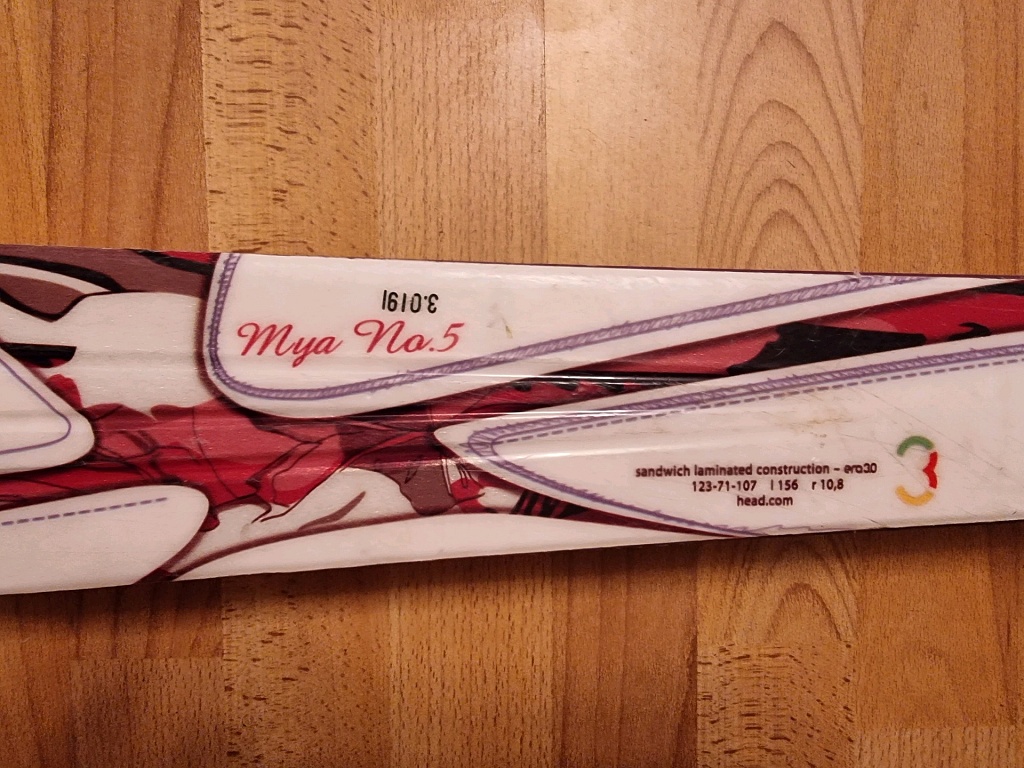 3.0191
Mya No.5
sandwich laminated construction - era3.0
123-71-107 l 156 r 10,8
head.com